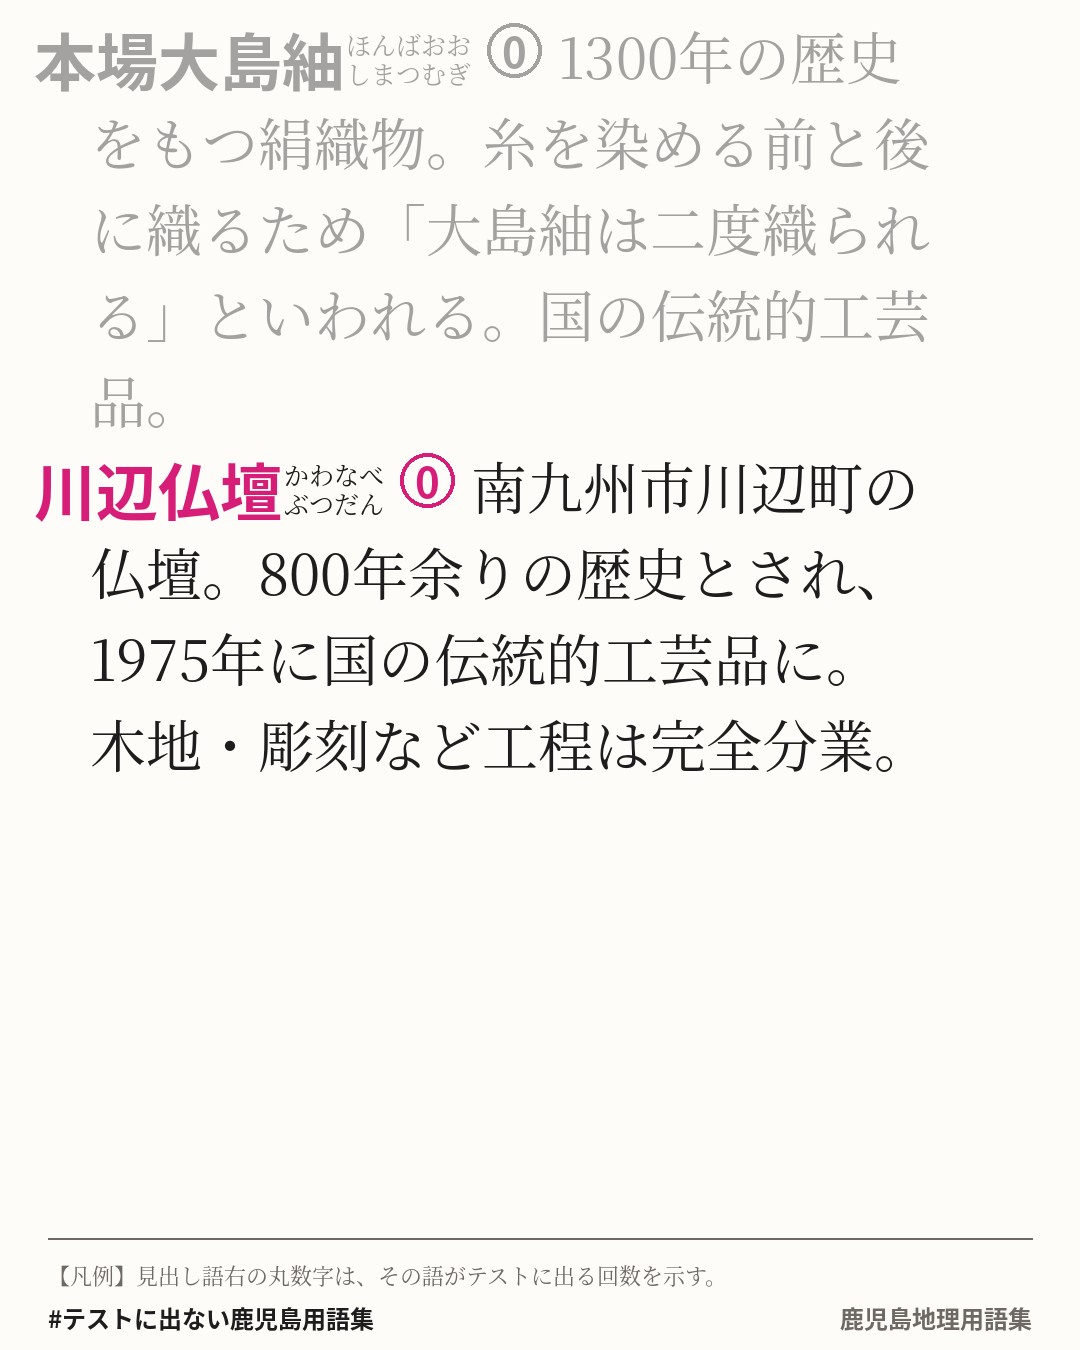 本場大島紬ほんばおおしまつむぎ ⓪ 1300年の歴史
をもつ絹織物。糸を染める前と後
に織るため「大島紬は二度織られ
る」といわれる。国の伝統的工芸
品。
川辺仏壇かわなべぶつだん ⓪ 南九州市川辺町の
仏壇。800年余りの歴史とされ、
1975年に国の伝統的工芸品に。
木地・彫刻など工程は完全分業。
【凡例】見出し語右の丸数字は、その語がテストに出る回数を示す。
#テストに出ない鹿児島用語集
鹿児島地理用語集